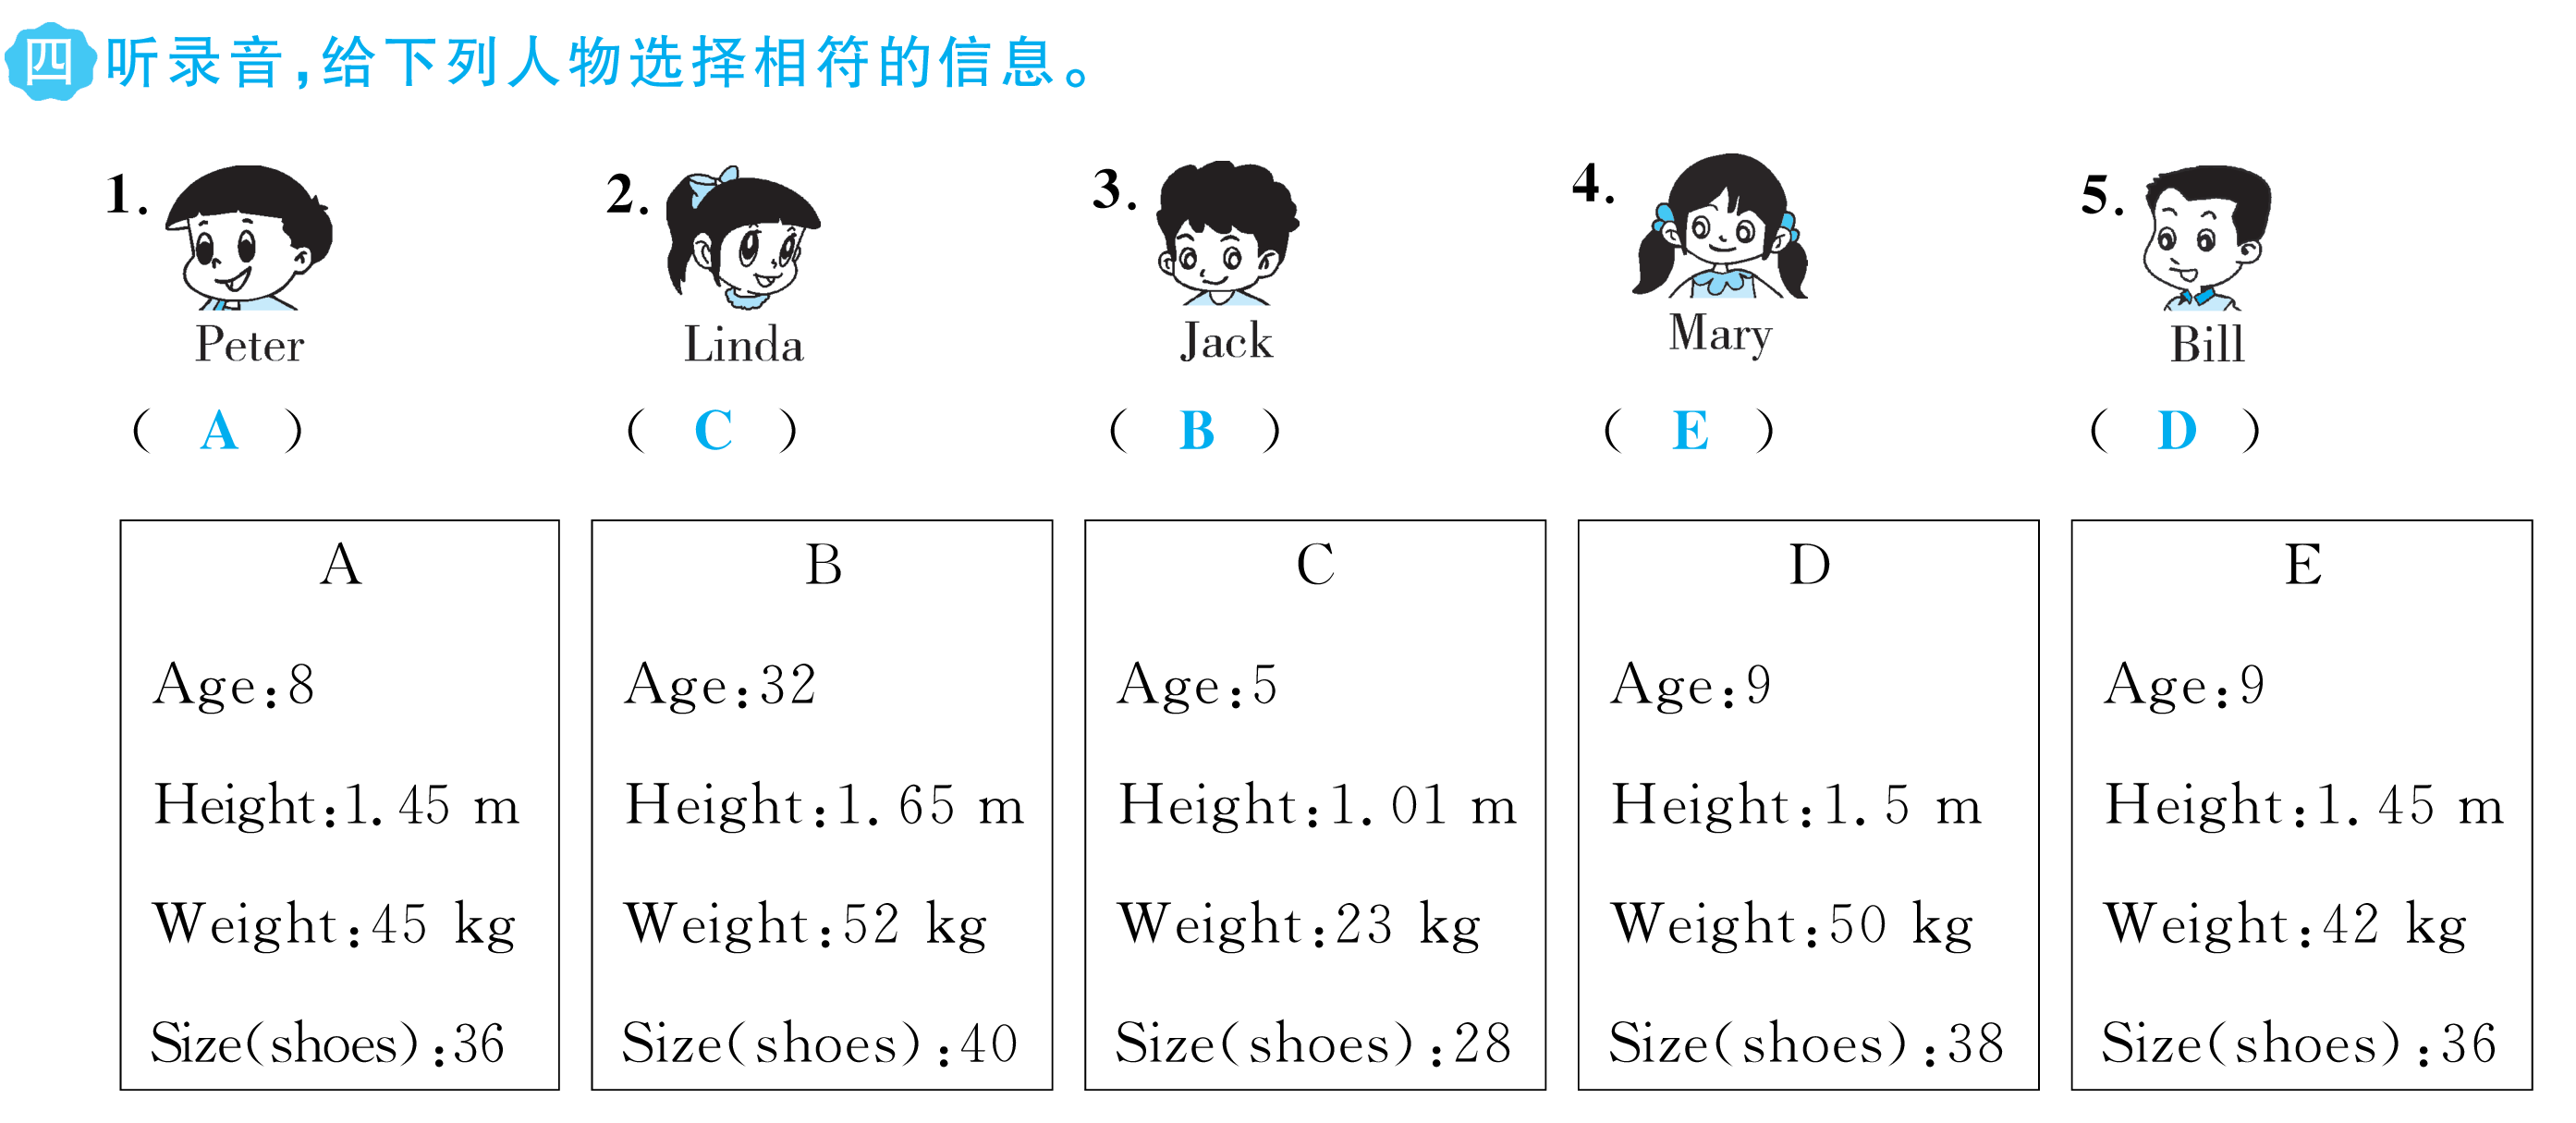 四 听录音,给下列人物选择相符的信息。
1. 2. 3. 4. 5.
Peter Linda Jack Mary Bill
( A ) ( C ) ( B ) ( E ) ( D )
A B C D E
Age:8 Age:32 Age:5 Age:9 Age:9
Height:1.45 m Height:1.65 m Height:1.01 m Height:1.5 m Height:1.45 m
Weight:45 kg Weight:52 kg Weight:23 kg Weight:50 kg Weight:42 kg
Size(shoes):36 Size(shoes):40 Size(shoes):28 Size(shoes):38 Size(shoes):36